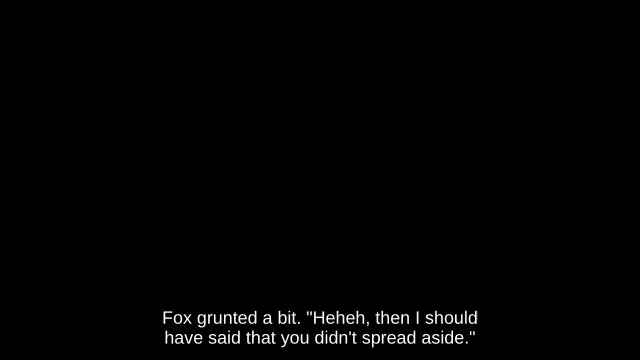 Fox grunted a bit. "Heheh, then I should
have said that you didn't spread aside."